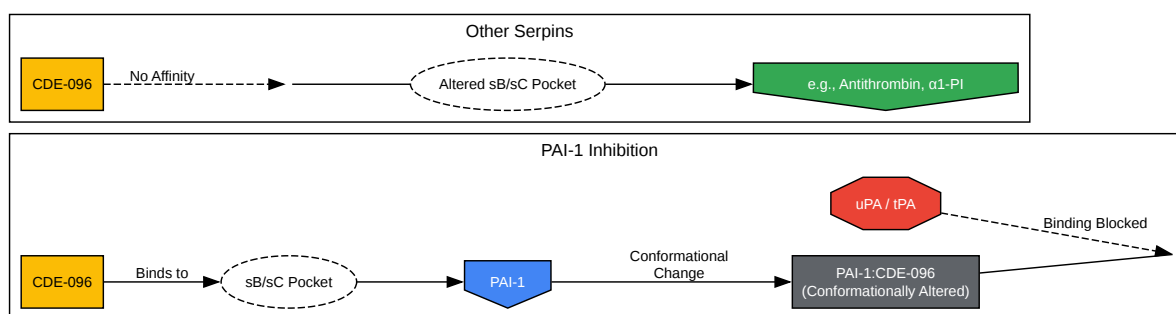 Other Serpins
CDE-096
No Affinity
Altered sB/sC Pocket
e.g., Antithrombin, α1-PI
PAI-1 Inhibition
uPA / tPA
Binding Blocked
CDE-096
Binds to
sB/sC Pocket
PAI-1
Conformational
Change
PAI-1:CDE-096
(Conformationally Altered)